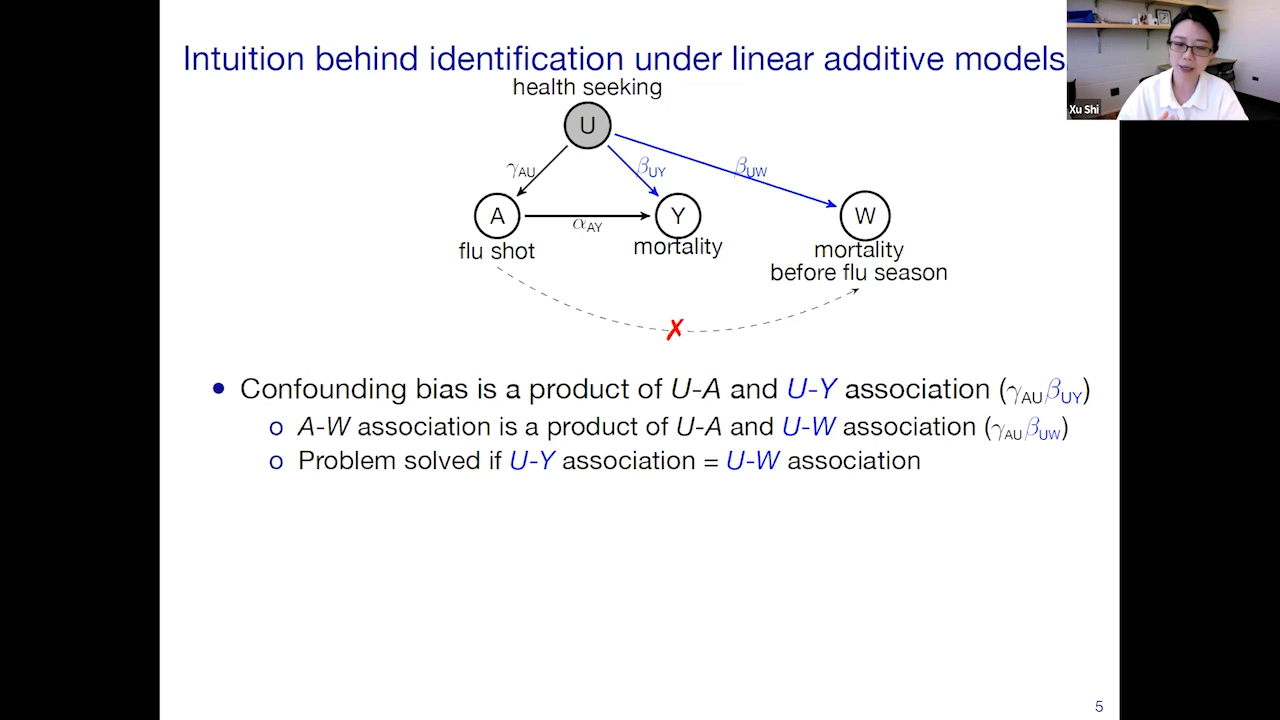 Intuition behind identification under linear additive models
health seeking
U
γAU
βUY
βUW
A
Y
W
αAY
flu shot
mortality
mortality
before flu season
✗
• Confounding bias is a product of U-A and U-Y association (γAUβUY)
o A-W association is a product of U-A and U-W association (γAUβUW)
o Problem solved if U-Y association = U-W association
5
Xu Shi